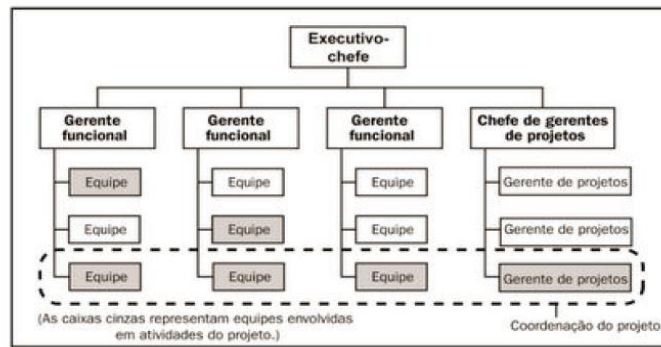 Executivo-
chefe
Gerente
funcional
Gerente
funcional
Gerente
funcional
Chefe de gerentes
de projetos
Equipe
Equipe
Equipe
Gerente de projetos
Equipe
Equipe
Equipe
Gerente de projetos
Equipe
Equipe
Equipe
Gerente de projetos
(As caixas cinzas representam equipes envolvidas
em atividades do projeto.)
Coordenação do projeto